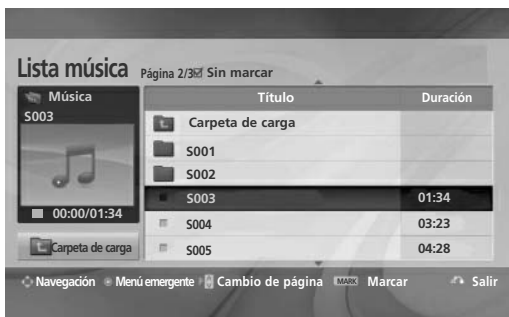 Lista música Página 2/3 Sin marcar
Música
S003
00:00/01:34
Carpeta de carga
Título Duración
Carpeta de carga
S001
S002
S003 01:34
S004 03:23
S005 04:28
Navegación Menú emergente Cambio de página MARK Marcar Salir